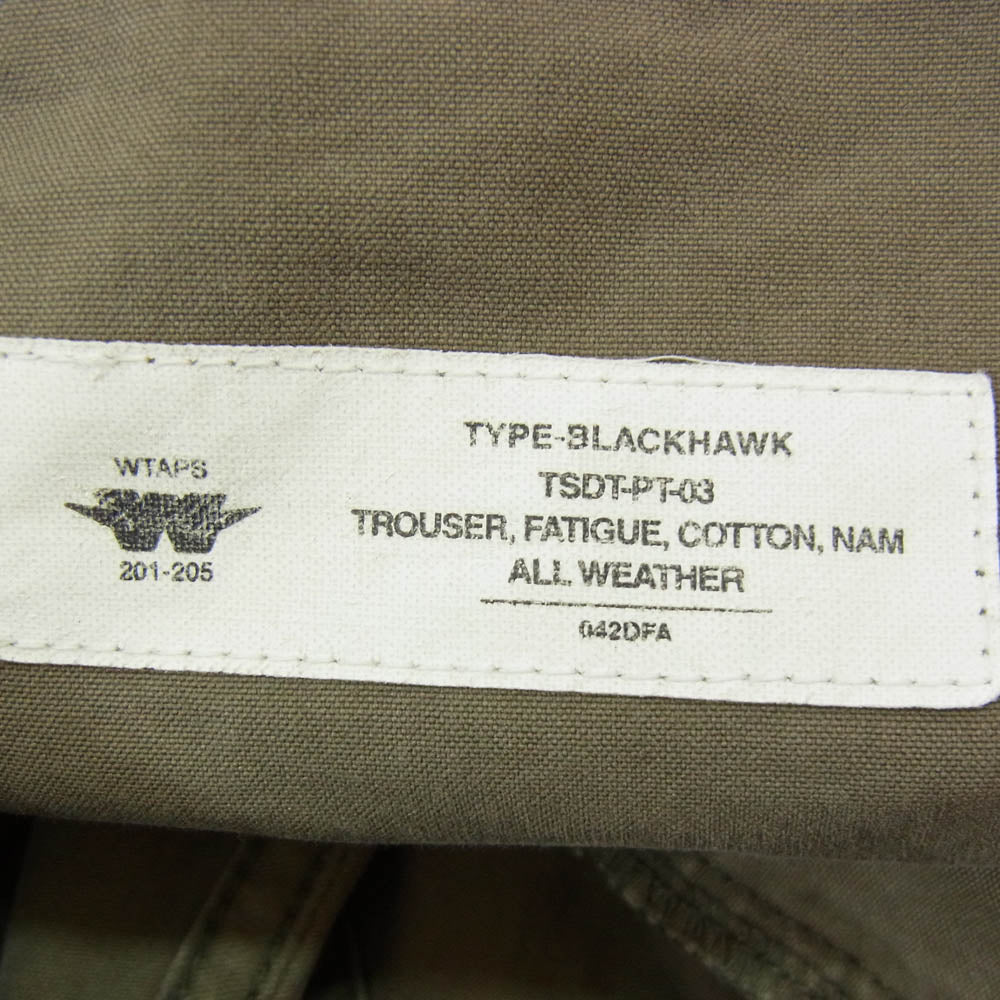 WTAPS
201-205
TYPE-BLACKHAWK
TSDT-PT-03
TROUSER, FATIGUE, COTTON, NAM
ALL WEATHER
042DFA